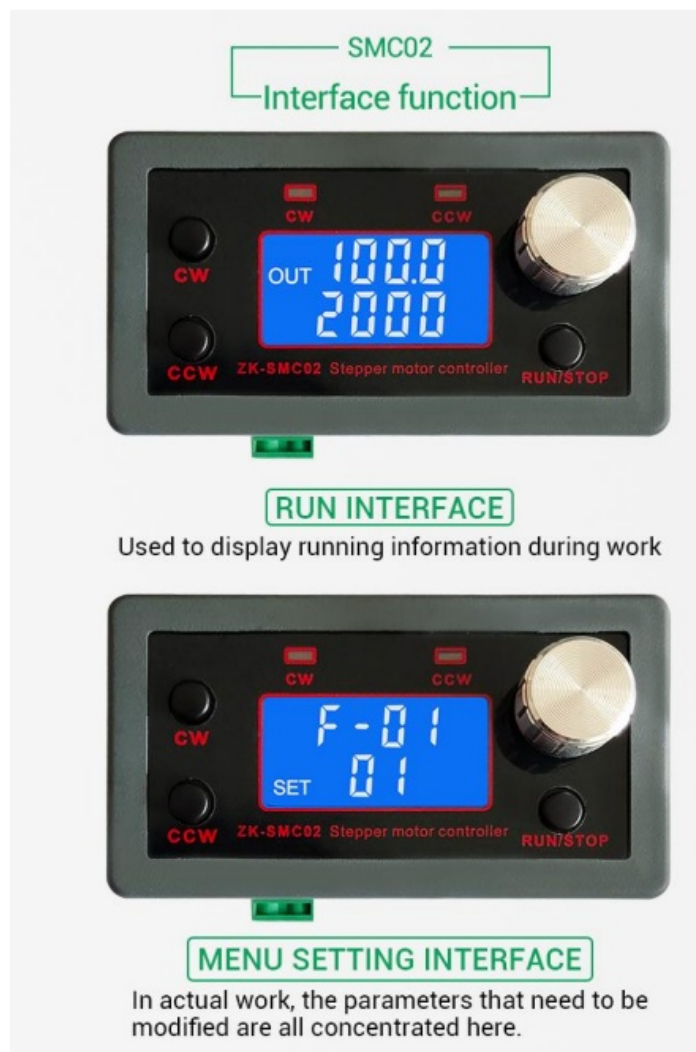 SMC02
Interface function
CW CCW
CW
OUT 100.0
2000
CCW
ZK-SMC02 Stepper motor controller
RUN/STOP
RUN INTERFACE
Used to display running information during work
CW CCW
CW
F-01
SET 01
CCW
ZK-SMC02 Stepper motor controller
RUN/STOP
MENU SETTING INTERFACE
In actual work, the parameters that need to be
modified are all concentrated here.